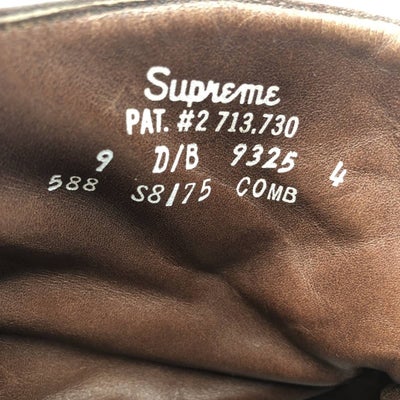 Supreme
PAT. #2 713.730
9 D/B 9325 4
588 S8/75 COMB